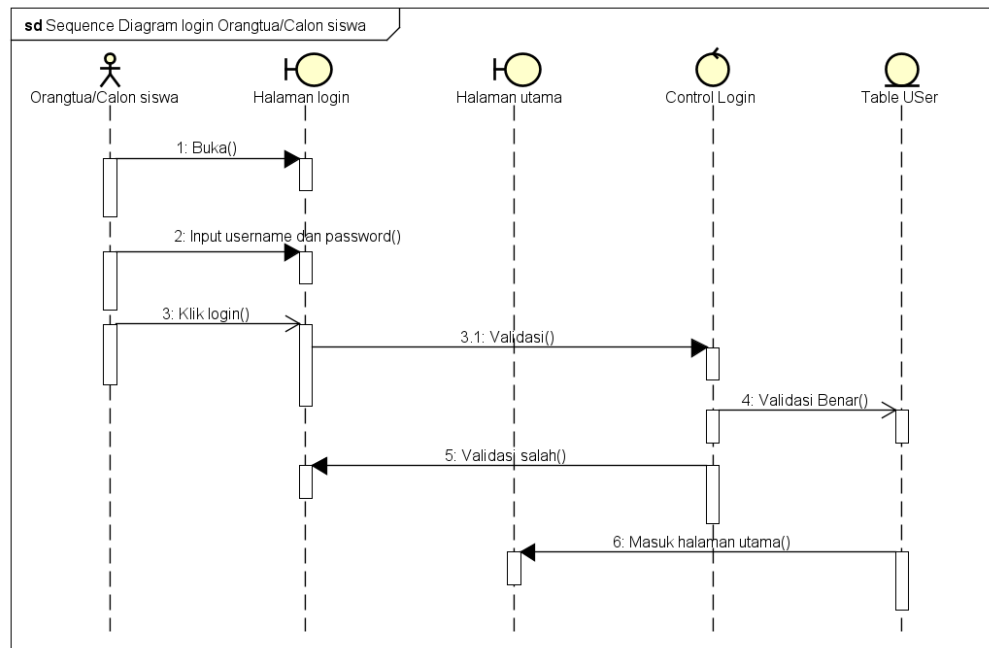 sd Sequence Diagram login Orangtua/Calon siswa
Orangtua/Calon siswa
Halaman login
Halaman utama
Control Login
Table USer
1: Buka()
2: Input username dan password()
3: Klik login()
3.1: Validasi()
4: Validasi Benar()
5: Validasi salah()
6: Masuk halaman utama()